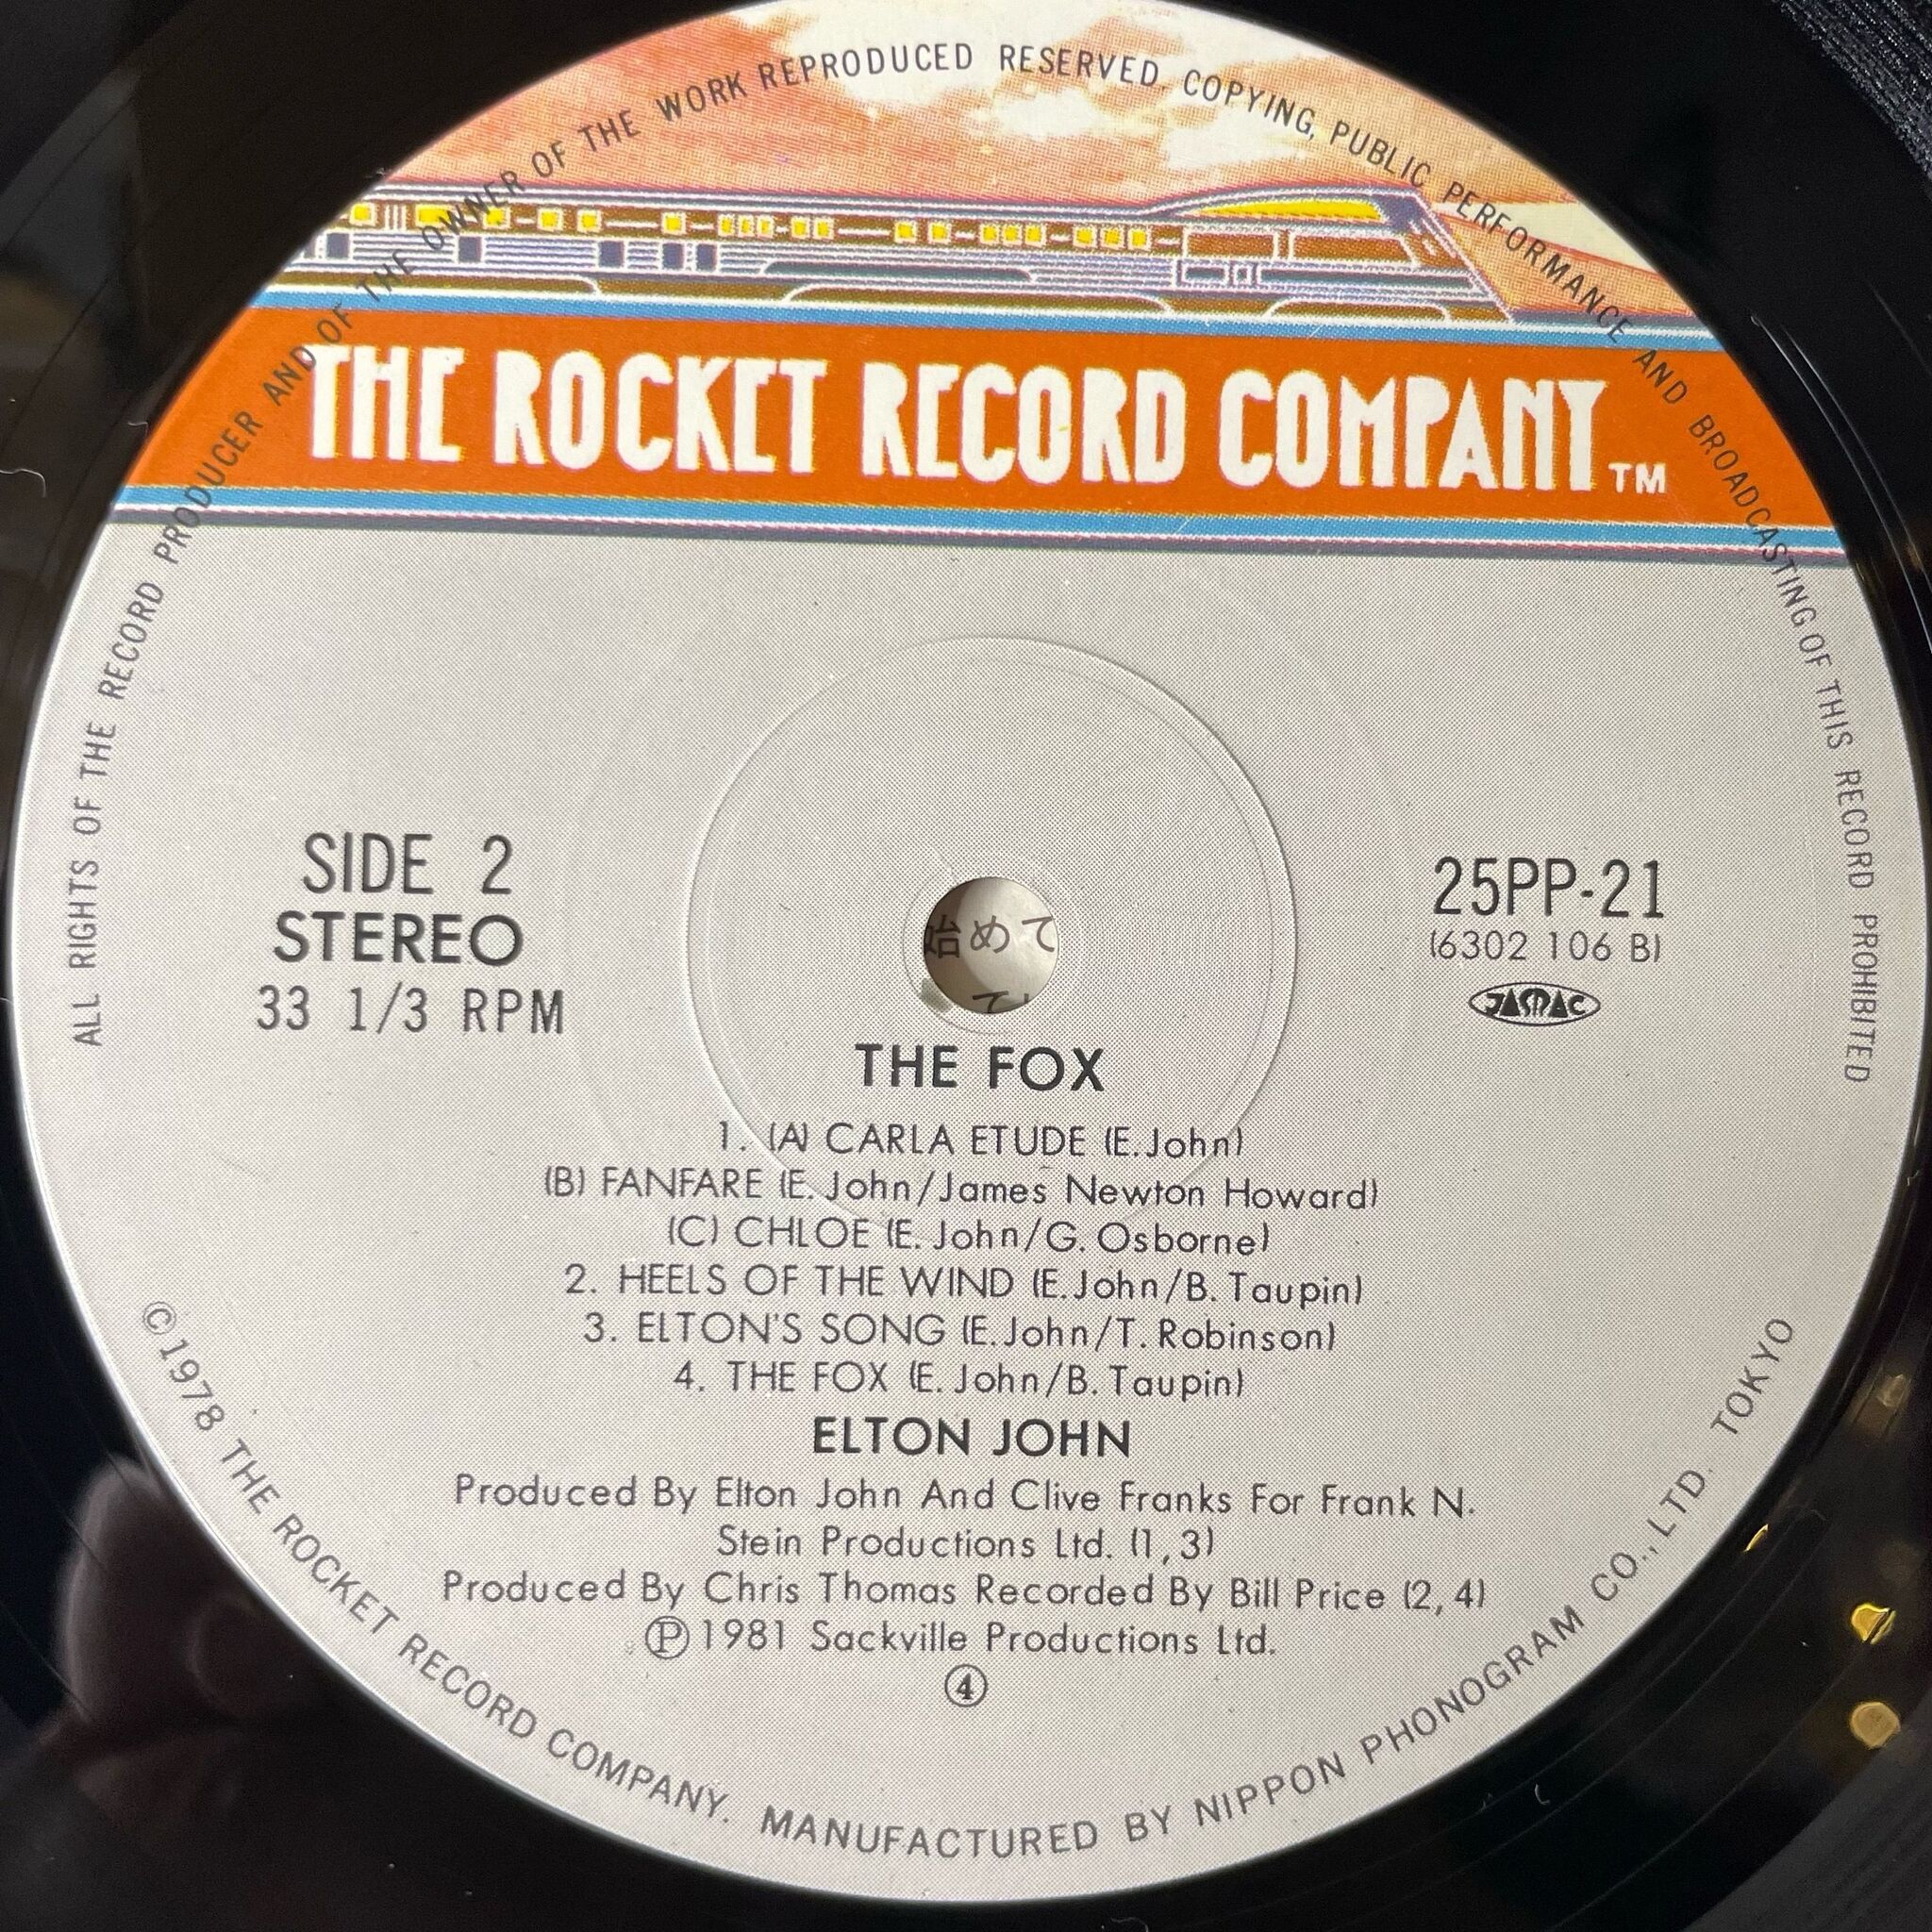 ALL RIGHTS OF THE RECORD PRODUCER AND OF THE OWNER OF THE WORK REPRODUCED RESERVED. COPYING, PUBLIC PERFORMANCE AND BROADCASTING OF THIS RECORD PROHIBITED
THE ROCKET RECORD COMPANY TM
SIDE 2
STEREO
33 1/3 RPM
25PP-21
(6302 106 B)
JASRAC
始めて
THE FOX
1. (A) CARLA ETUDE (E.John)
(B) FANFARE (E. John/James Newton Howard)
(C) CHLOE (E. John/G. Osborne)
2. HEELS OF THE WIND (E.John/B. Taupin)
3. ELTON'S SONG (E.John/T. Robinson)
4. THE FOX (E. John/B. Taupin)
ELTON JOHN
Produced By Elton John And Clive Franks For Frank N.
Stein Productions Ltd. (1,3)
Produced By Chris Thomas Recorded By Bill Price (2,4)
Ⓟ1981 Sackville Productions Ltd.
④
©1978 THE ROCKET RECORD COMPANY. MANUFACTURED BY NIPPON PHONOGRAM CO., LTD. TOKYO